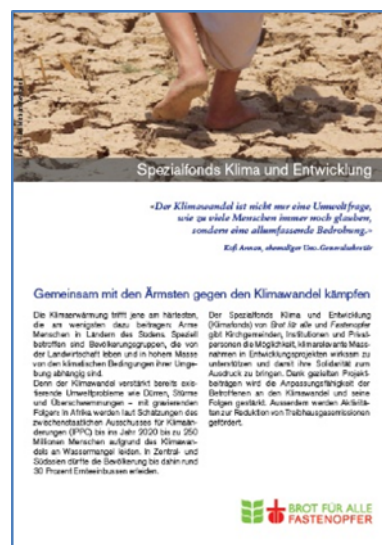 Spezialfonds Klima und Entwicklung
«Der Klimawandel ist nicht nur eine Umweltfrage,
wie zu viele Menschen immer noch glauben,
sondern eine allumfassende Bedrohung.»
Kofi Annan, ehemaliger Uno-Generalsekretär
Gemeinsam mit den Ärmsten gegen den Klimawandel kämpfen
Die Klimaerwärmung trifft jene am härtesten,
die am wenigsten dazu beitragen: Arme
Menschen in Ländern des Südens. Speziell
betroffen sind Bevölkerungsgruppen, die von
der Landwirtschaft leben und in hohem Masse
von den klimatischen Bedingungen ihrer Umge-
bung abhängig sind.
Denn der Klimawandel verstärkt bereits exis-
tierende Umweltprobleme wie Dürren, Stürme
und Überschwemmungen – mit gravierenden
Folgen: In Afrika werden laut Schätzungen des
zwischenstaatlichen Ausschusses für Klimaän-
derungen (IPPC) bis ins Jahr 2020 bis zu 250
Millionen Menschen aufgrund des Klimawan-
dels an Wassermangel leiden. In Zentral- und
Südasien dürfte die Bevölkerung bis dahin rund
30 Prozent Ernteeinbussen erleiden.
Der Spezialfonds Klima und Entwicklung
(Klimafonds) von Brot für alle und Fastenopfer
gibt Kirchgemeinden, Institutionen und Privat-
personen die Möglichkeit, klimarelevante Mass-
nahmen in Entwicklungsprojekten wirksam zu
unterstützen und damit ihre Solidarität zum
Ausdruck zu bringen. Dank gezielten Projekt-
beiträgen wird die Anpassungsfähigkeit der
Betroffenen an den Klimawandel und seine
Folgen gestärkt. Ausserdem werden Aktivitä-
ten zur Reduktion von Treibhausgasemissionen
gefördert.
BROT FÜR ALLE
FASTENOPFER